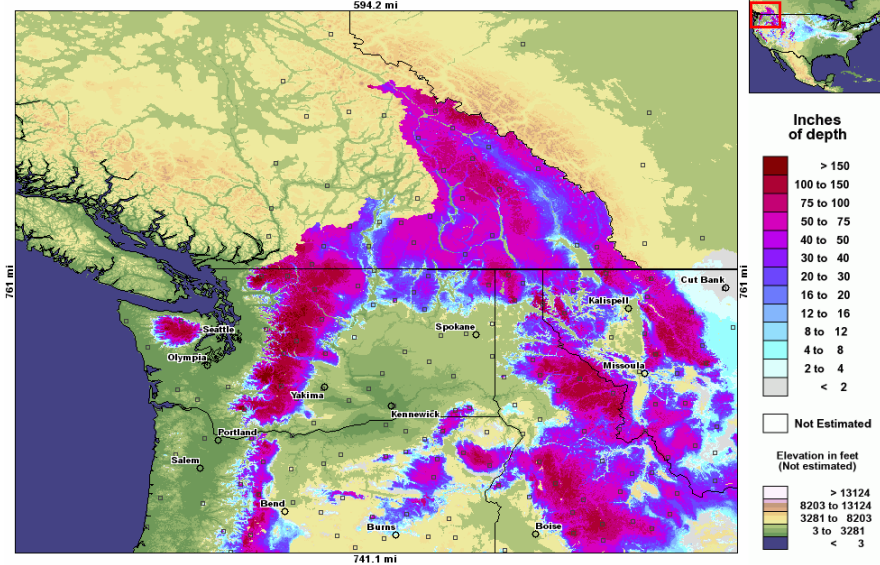 594.2 mi
761 mi
761 mi
Cut Bank
Kalispell
Seattle
Spokane
Olympia
Missoula
Yakima
Kennewick
Portland
Salem
Bend
Burns
Boise
741.1 mi
Inches
of depth
> 150
100 to 150
75 to 100
50 to 75
40 to 50
30 to 40
20 to 30
16 to 20
12 to 16
8 to 12
4 to 8
2 to 4
< 2
Not Estimated
Elevation in feet
(Not estimated)
> 13124
8203 to 13124
3281 to 8203
3 to 3281
< 3